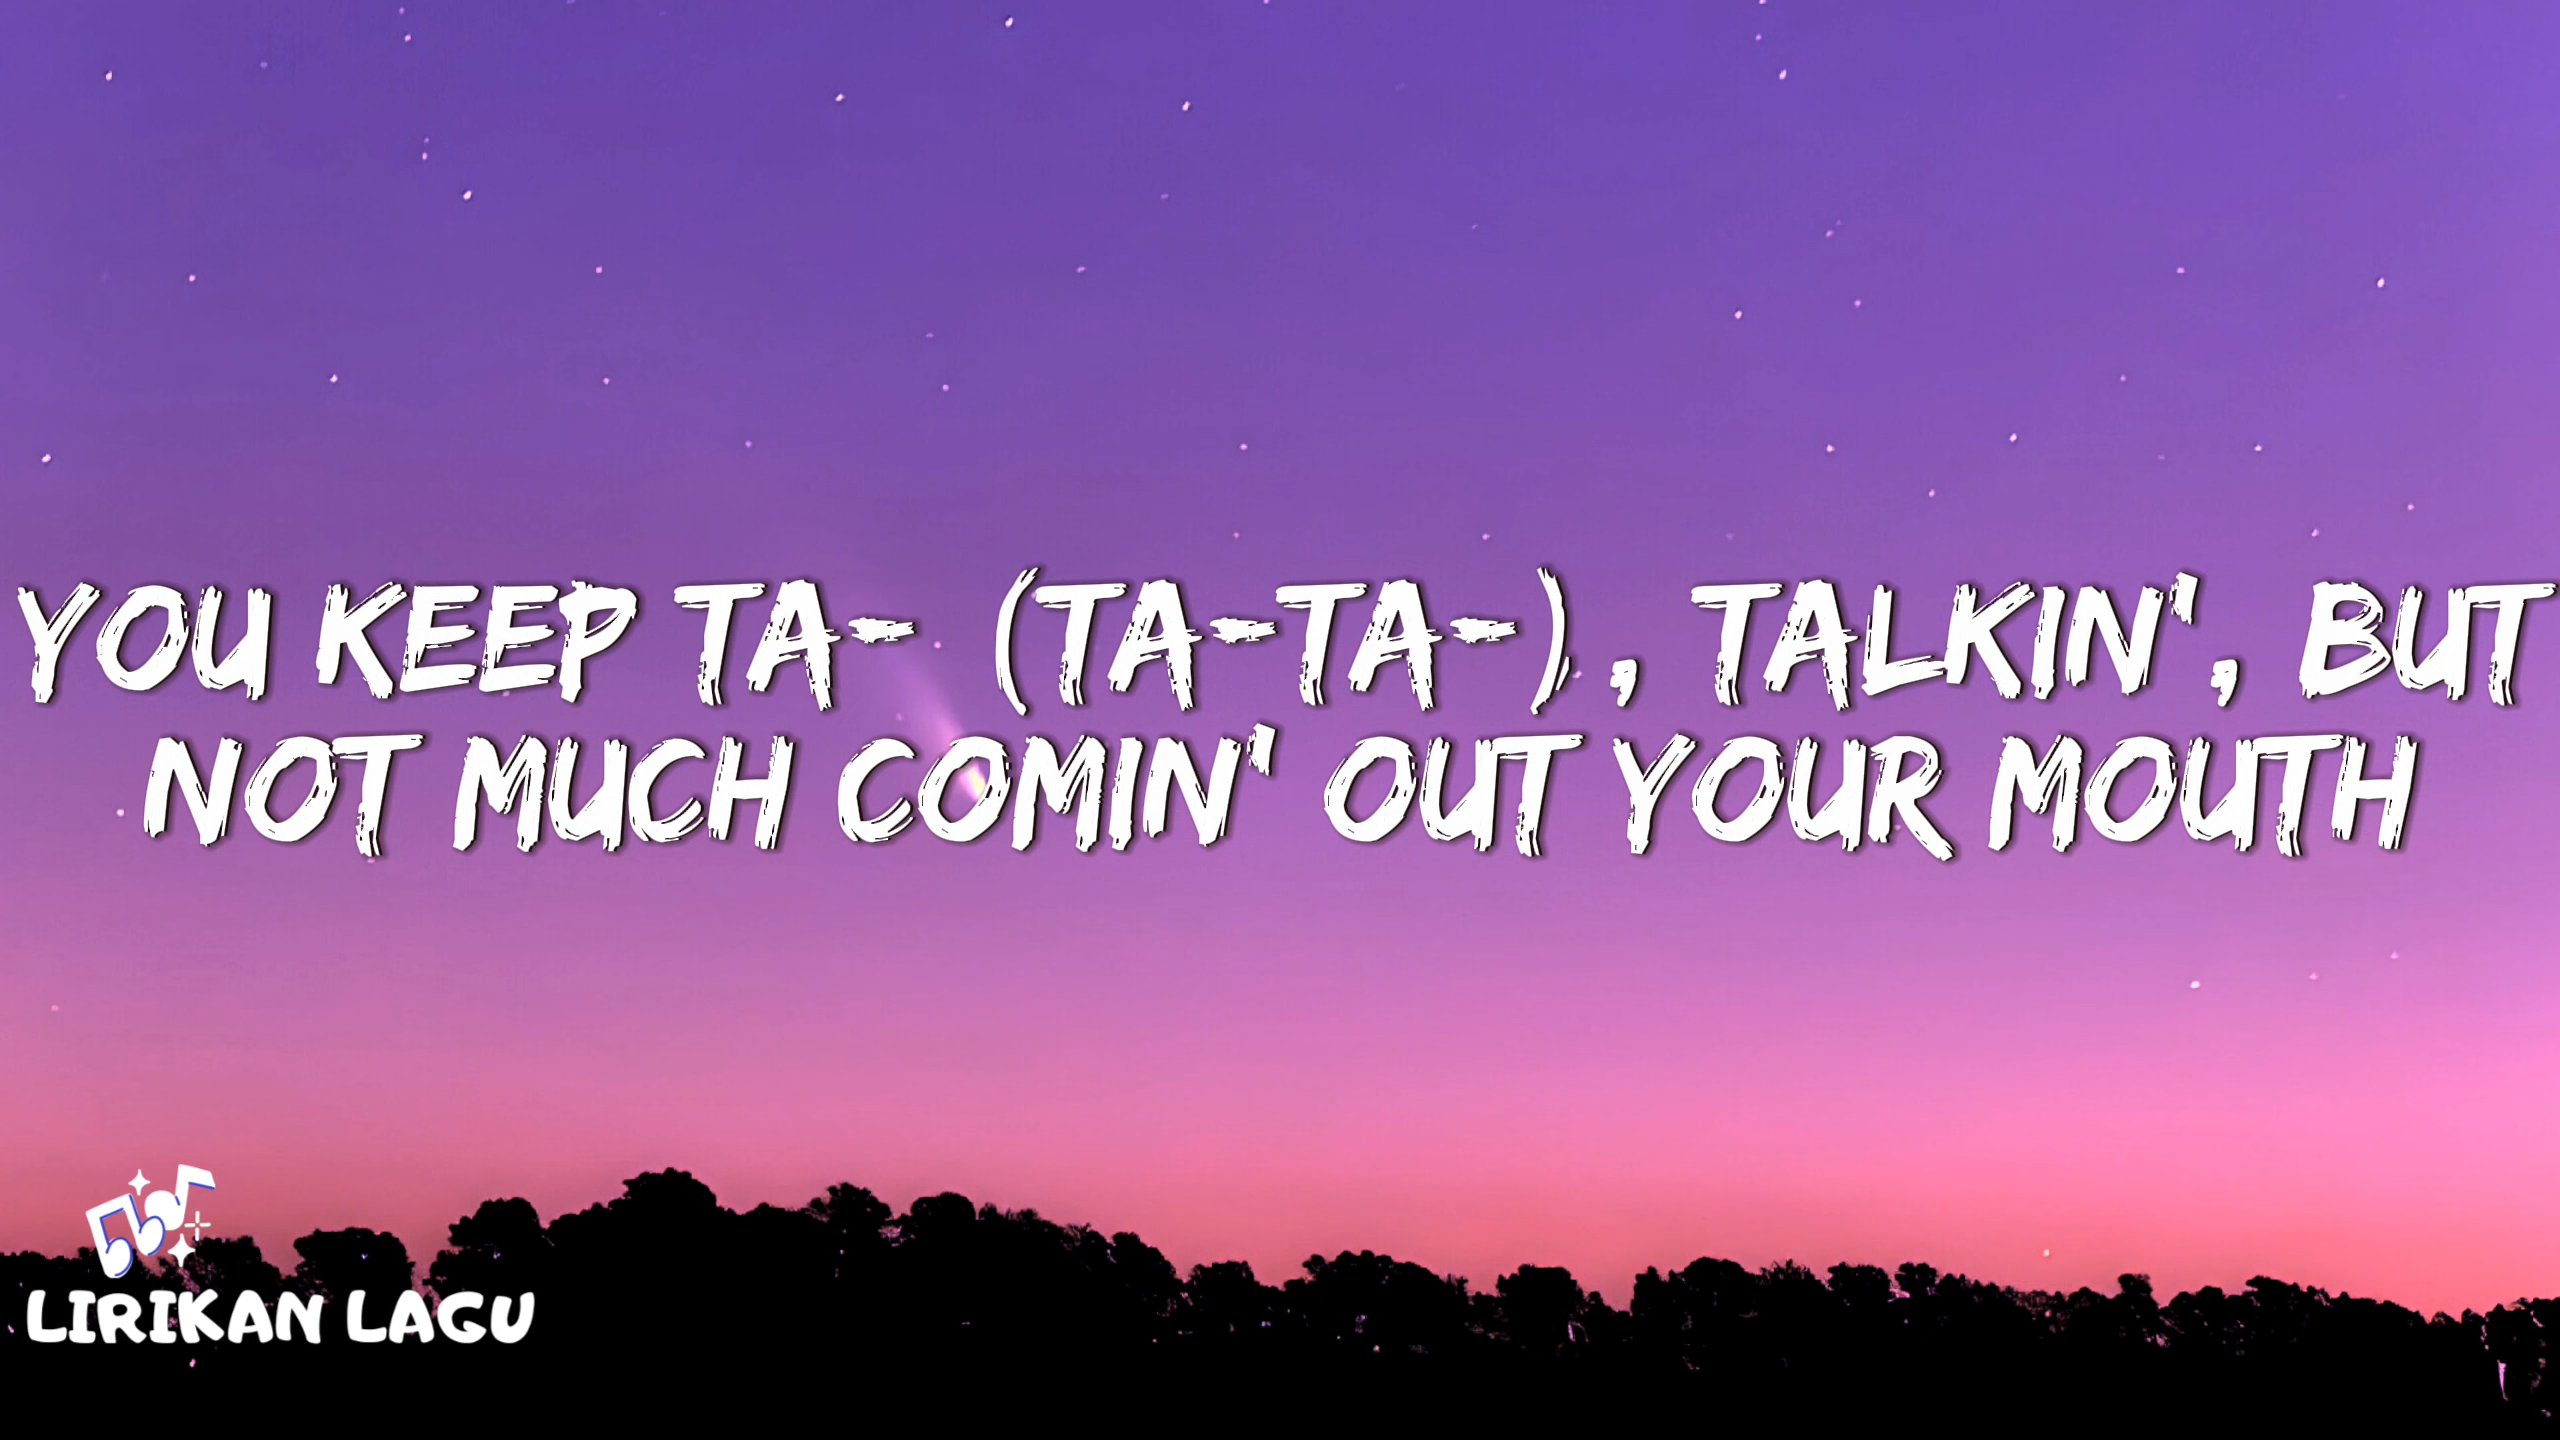 YOU KEEP TA- (TA-TA-), TALKIN', BUT
NOT MUCH COMIN' OUT YOUR MOUTH
LIRIKAN LAGU